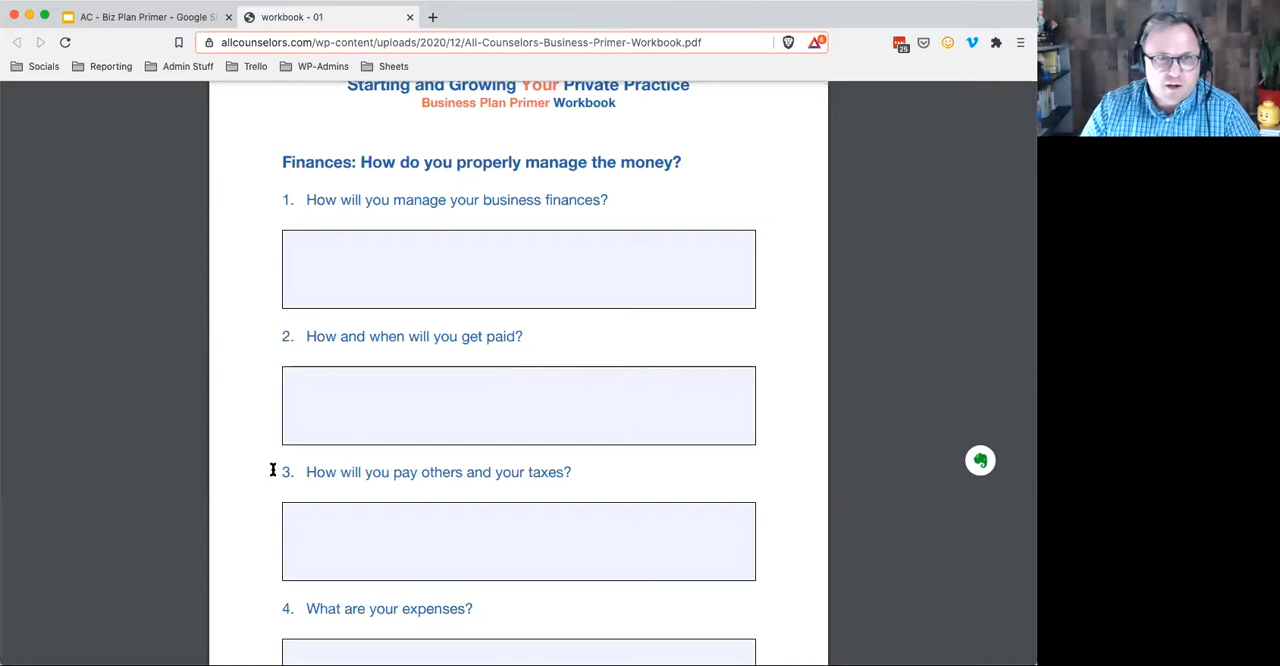 AC - Biz Plan Primer - Google Sl
workbook - 01
allcounselors.com/wp-content/uploads/2020/12/All-Counselors-Business-Primer-Workbook.pdf
6
25
Socials
Reporting
Admin Stuff
Trello
WP-Admins
Sheets
Starting and Growing Your Private Practice
Business Plan Primer Workbook
Finances: How do you properly manage the money?
1. How will you manage your business finances?
2. How and when will you get paid?
3. How will you pay others and your taxes?
4. What are your expenses?